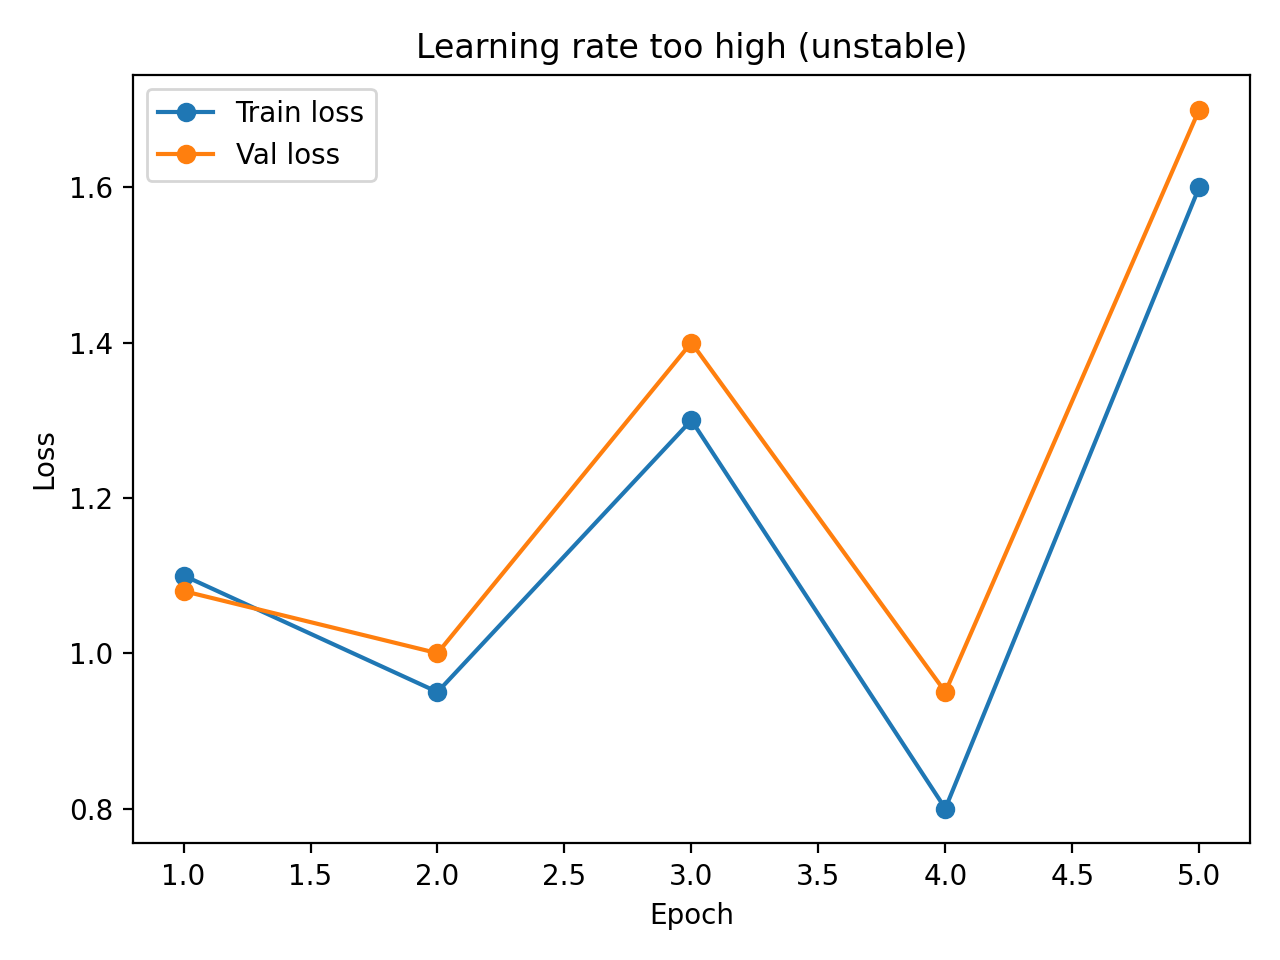 Learning rate too high (unstable)
Train loss
Val loss
1.6
1.4
1.2
1.0
0.8
Loss
1.0 1.5 2.0 2.5 3.0 3.5 4.0 4.5 5.0
Epoch